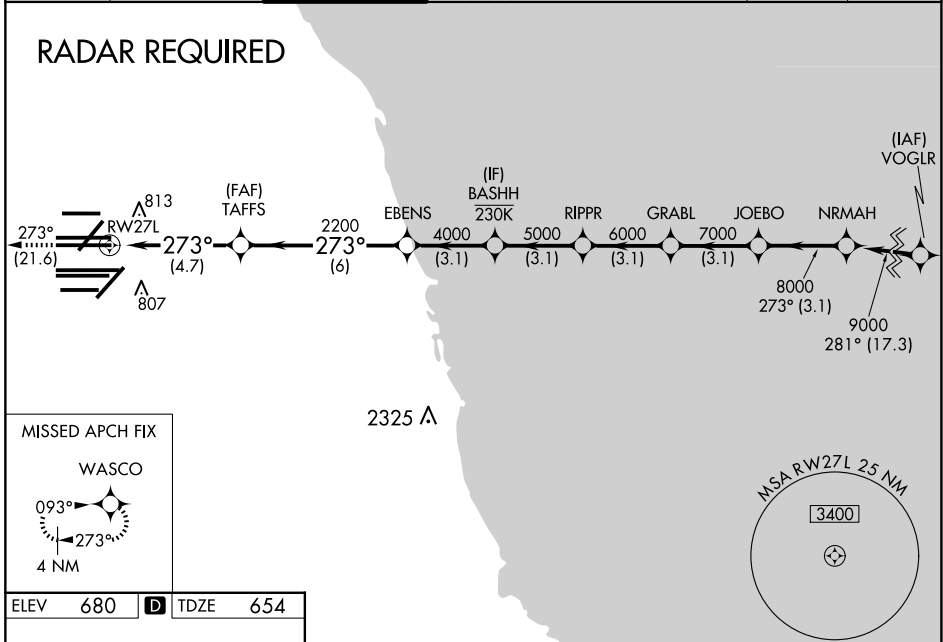 RADAR REQUIRED
(IAF)
VOGLR
(IF)
BASHH
230K
(FAF)
TAFFS
813
RW27L
EBENS
RIPPR
GRABL
JOEBO
NRMAH
273°
(21.6)
273°
(4.7)
2200
273°
(6)
4000
(3.1)
5000
(3.1)
6000
(3.1)
7000
(3.1)
8000
273° (3.1)
9000
281° (17.3)
807
2325
MISSED APCH FIX
WASCO
093°
273°
4 NM
MSA RW27L 25 NM
3400
ELEV 680 D TDZE 654